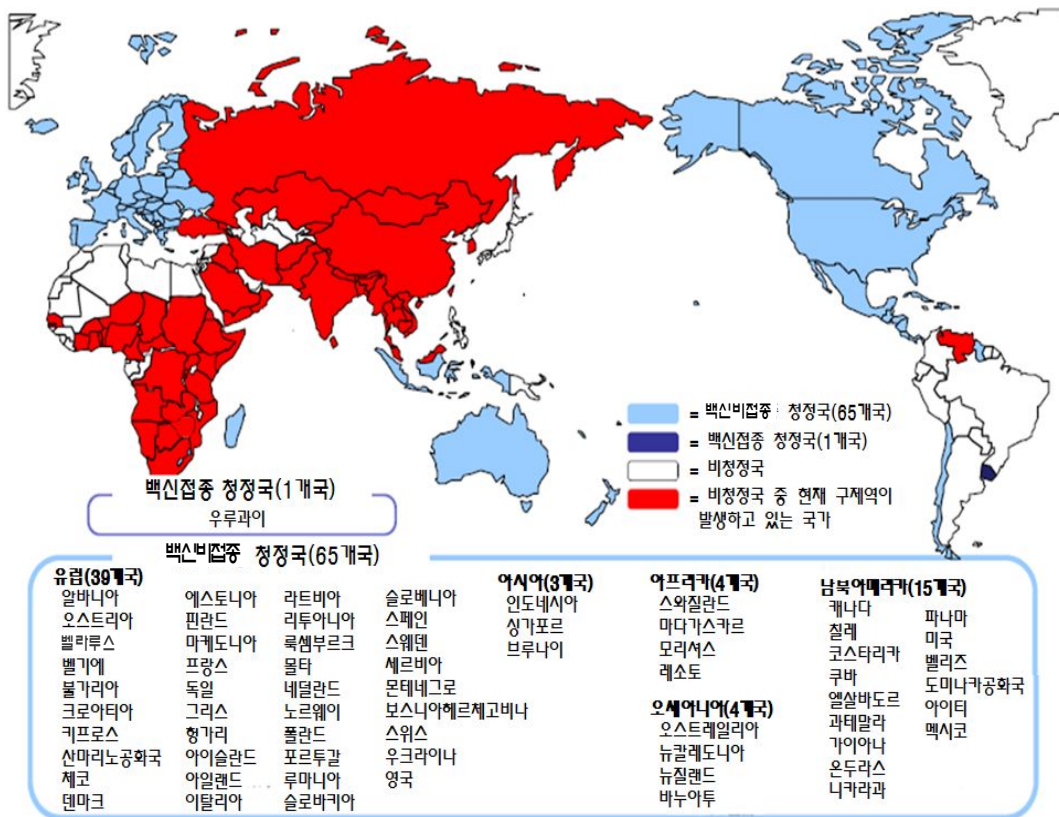 = 백신비접종 청정국(65개국)
= 백신접종 청정국(1개국)
= 비청정국
= 비청정국 중 현재 구제역이
발생하고 있는 국가
백신접종 청정국(1개국)
우루과이
백신비접종 청정국(65개국)
유럽(39개국)
알바니아
오스트리아
벨라루스
벨기에
불가리아
크로아티아
키프로스
산마리노공화국
체코
덴마크
에스토니아
핀란드
마케도니아
프랑스
독일
그리스
헝가리
아이슬란드
아일랜드
이탈리아
라트비아
리투아니아
룩셈부르크
몰타
네덜란드
노르웨이
폴란드
포르투갈
루마니아
슬로바키아
슬로베니아
스페인
스웨덴
세르비아
몬테네그로
보스니아헤르체고비나
스위스
우크라이나
영국
아시아(3개국)
인도네시아
싱가포르
브루나이
아프리카(4개국)
스와질란드
마다가스카르
모리셔스
레소토
오세아니아(4개국)
오스트레일리아
뉴칼레도니아
뉴질랜드
바누아투
남북아메리카(15개국)
캐나다
칠레
코스타리카
쿠바
엘살바도르
과테말라
가이아나
온두라스
니카라과
파나마
미국
벨리즈
도미니카공화국
아이티
멕시코